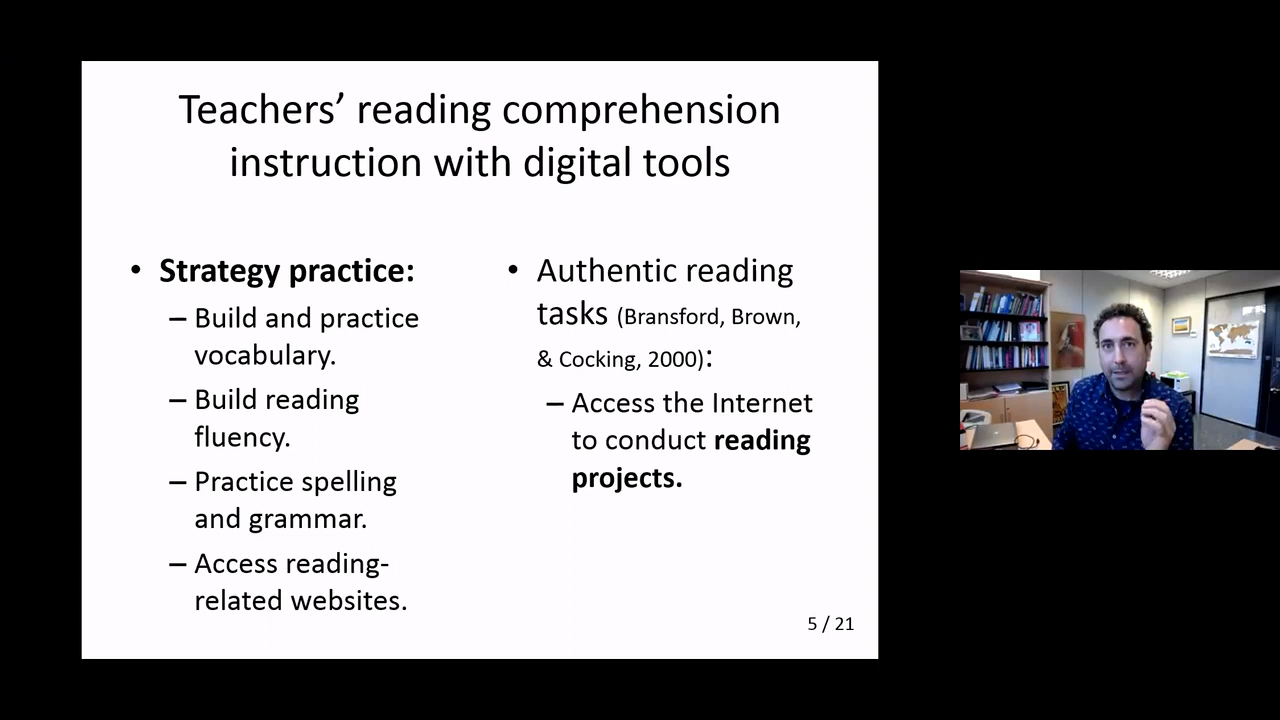 Teachers’ reading comprehension
instruction with digital tools
• Strategy practice:
– Build and practice
vocabulary.
– Build reading
fluency.
– Practice spelling
and grammar.
– Access reading-
related websites.
• Authentic reading
tasks (Bransford, Brown,
& Cocking, 2000):
– Access the Internet
to conduct reading
projects.
5 / 21